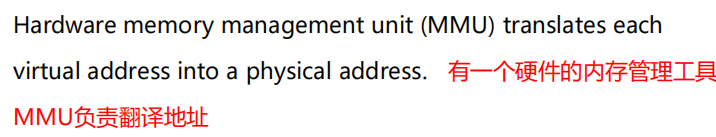 Hardware memory management unit (MMU) translates each
virtual address into a physical address. 有一个硬件的内存管理工具
MMU负责翻译地址